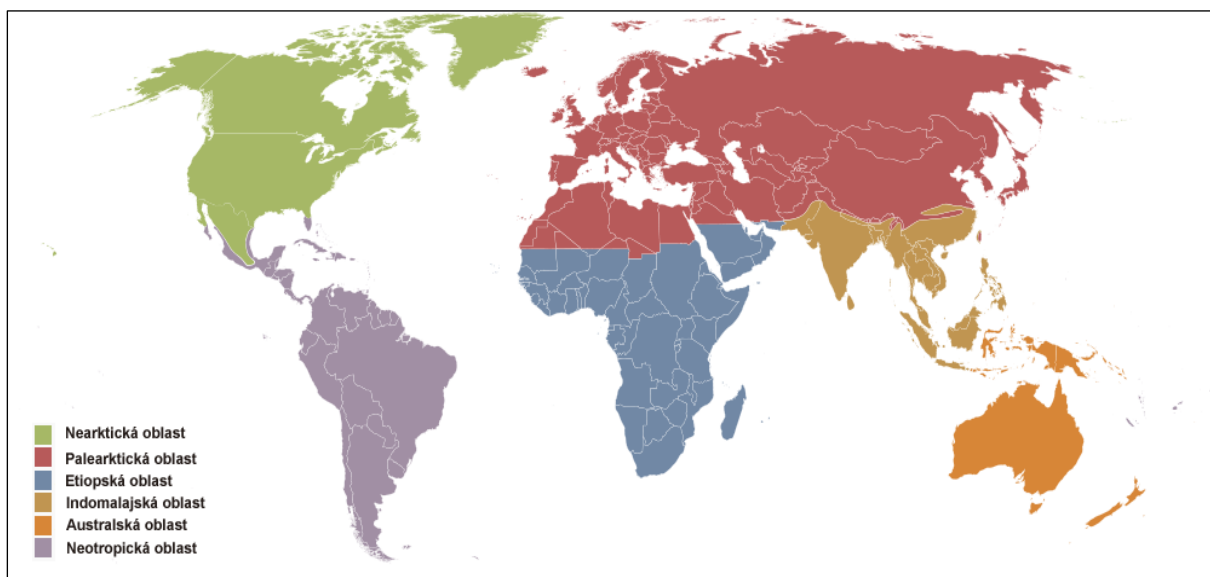 Nearktická oblast
Palearktická oblast
Etiopská oblast
Indomalajská oblast
Australská oblast
Neotropická oblast